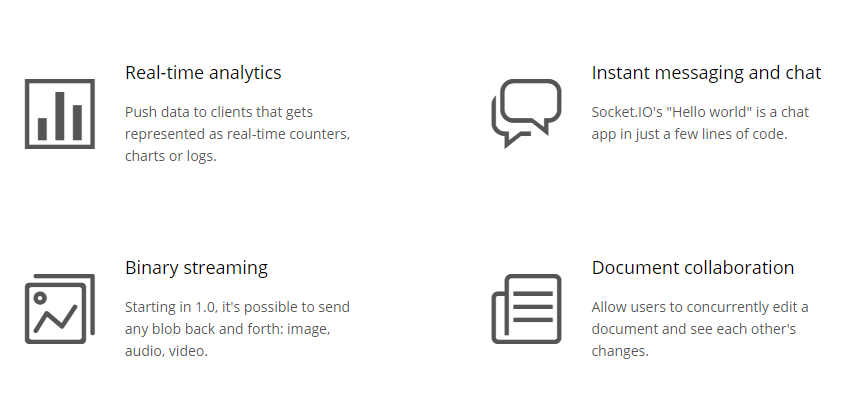 Real-time analytics
Push data to clients that gets
represented as real-time counters,
charts or logs.
Instant messaging and chat
Socket.IO's "Hello world" is a chat
app in just a few lines of code.
Binary streaming
Starting in 1.0, it's possible to send
any blob back and forth: image,
audio, video.
Document collaboration
Allow users to concurrently edit a
document and see each other's
changes.